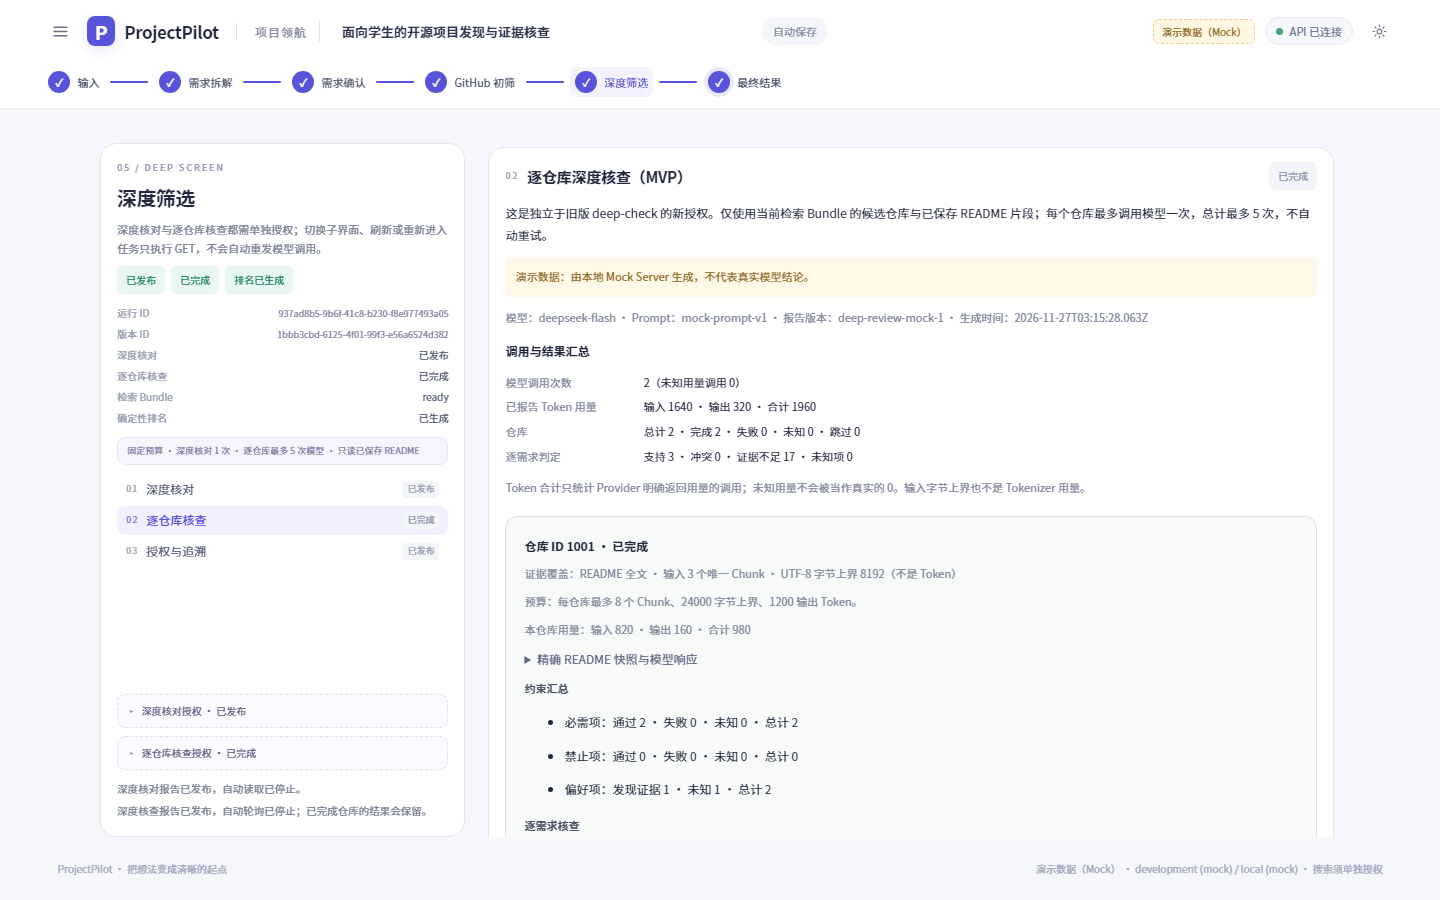 P ProjectPilot 项目领航 面向学生的开源项目发现与证据核查 自动保存 演示数据（Mock） API 已连接
输入 需求拆解 需求确认 GitHub 初筛 深度筛选 最终结果
05 / DEEP SCREEN
深度筛选
深度核对与逐仓库核查都需单独授权；切换子界面、刷新或重新进入
任务只执行 GET，不会自动重发模型调用。
已发布 已完成 排名已生成
运行 ID 937ad8b5-9b6f-41c8-b230-f8e977493a05
版本 ID 1bbb3cbd-6125-4f01-99f3-e56a6524d382
深度核对 已发布
逐仓库核查 已完成
检索 Bundle ready
确定性排名 已生成
固定预算 · 深度核对 1 次 · 逐仓库最多 5 次模型 · 只读已保存 README
01 深度核对 已发布
02 逐仓库核查 已完成
03 授权与追溯 已发布
深度核对授权 · 已发布
逐仓库核查授权 · 已完成
深度核对报告已发布，自动读取已停止。
深度核查报告已发布，自动轮询已停止；已完成仓库的结果会保留。
02 逐仓库深度核查（MVP） 已完成
这是独立于旧版 deep-check 的新授权。仅使用当前检索 Bundle 的候选仓库与已保存 README 片段；每个仓库最多调用模型一次，总计最多 5 次，不自
动重试。
演示数据：由本地 Mock Server 生成，不代表真实模型结论。
模型：deepseek-flash · Prompt：mock-prompt-v1 · 报告版本：deep-review-mock-1 · 生成时间：2026-11-27T03:15:28.063Z
调用与结果汇总
模型调用次数 2（未知用量调用 0）
已报告 Token 用量 输入 1640 · 输出 320 · 合计 1960
仓库 总计 2 · 完成 2 · 失败 0 · 未知 0 · 跳过 0
逐需求判定 支持 3 · 冲突 0 · 证据不足 17 · 未知项 0
Token 合计只统计 Provider 明确返回用量的调用；未知用量不会被当作真实的 0。输入字节上界也不是 Tokenizer 用量。
仓库 ID 1001 · 已完成
证据覆盖：README 全文 · 输入 3 个唯一 Chunk · UTF-8 字节上界 8192（不是 Token）
预算：每仓库最多 8 个 Chunk、24000 字节上界、1200 输出 Token。
本仓库用量：输入 820 · 输出 160 · 合计 980
精确 README 快照与模型响应
约束汇总
必需项：通过 2 · 失败 0 · 未知 0 · 总计 2
禁止项：通过 0 · 失败 0 · 未知 0 · 总计 0
偏好项：发现证据 1 · 未知 1 · 总计 2
逐需求核查
ProjectPilot · 把想法变成清晰的起点
演示数据（Mock） · development (mock) / local (mock) · 搜索须单独授权